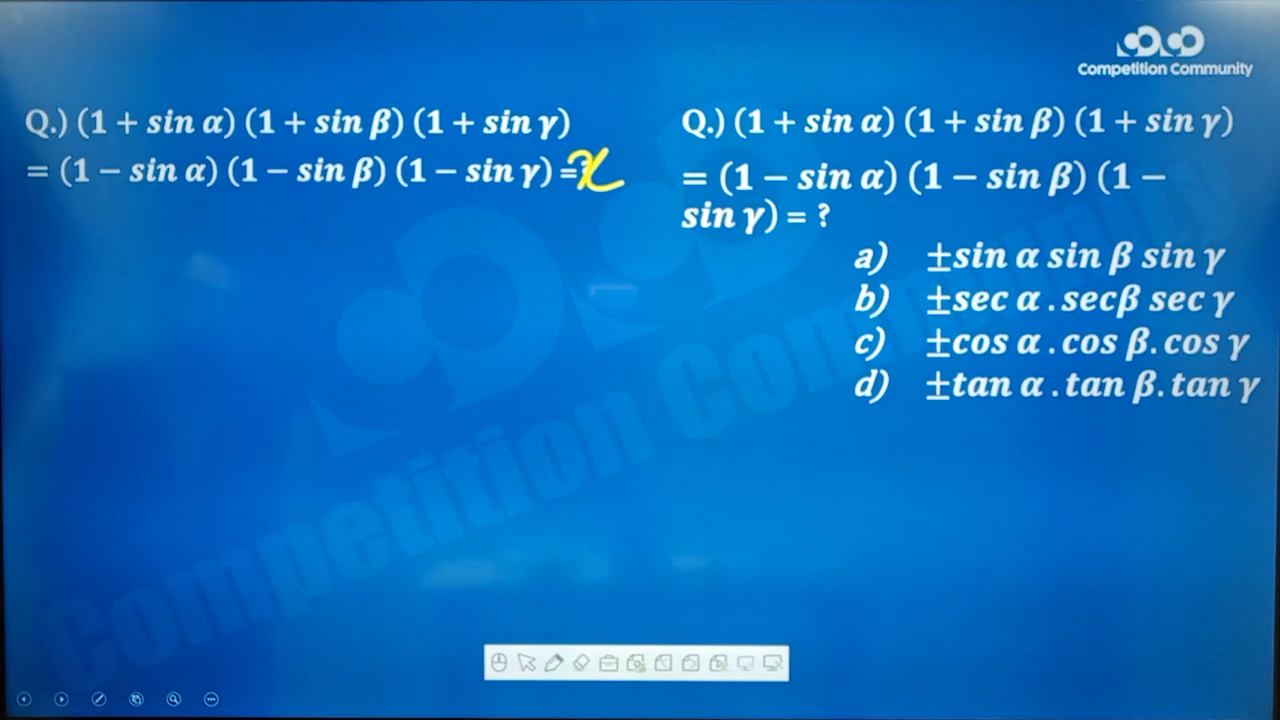 Competition Community
Q.) (1 + sin α) (1 + sin β) (1 + sin γ)
= (1 − sin α) (1 − sin β) (1 − sin γ) = x
Q.) (1 + sin α) (1 + sin β) (1 + sin γ)
= (1 − sin α) (1 − sin β) (1 −
sin γ) = ?
a) ±sin α sin β sin γ
b) ±sec α . secβ sec γ
c) ±cos α . cos β. cos γ
d) ±tan α . tan β. tan γ
Competition Community